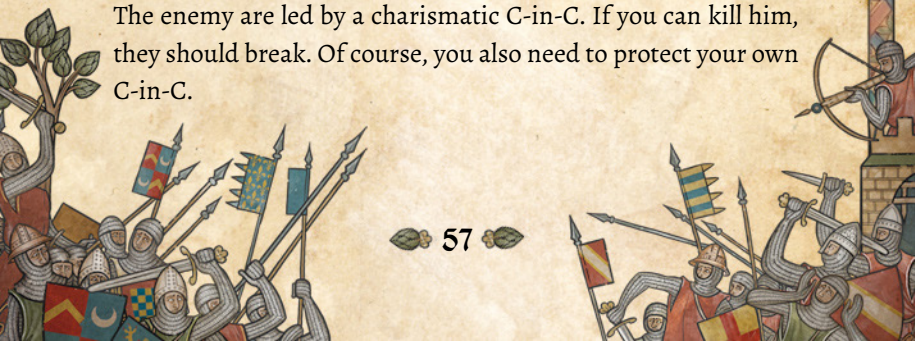 The enemy are led by a charismatic C-in-C. If you can kill him,
they should break. Of course, you also need to protect your own
C-in-C.
57